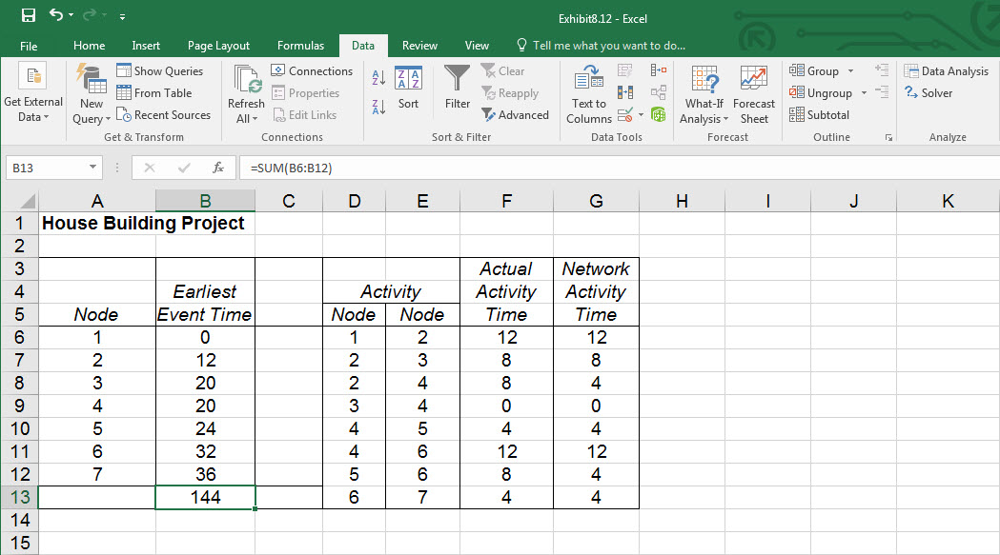 Exhibit8.12 - Excel
File Home Insert Page Layout Formulas Data Review View Tell me what you want to do...
Get External Data
New Query
Show Queries
From Table
Recent Sources
Get & Transform
Refresh All
Connections
Properties
Edit Links
Connections
Sort
Filter
Clear
Reapply
Advanced
Sort & Filter
Text to Columns
Data Tools
What-If Analysis
Forecast Sheet
Forecast
Group
Ungroup
Subtotal
Outline
Data Analysis
Solver
Analyze
B13 fx =SUM(B6:B12)
A B C D E F G H I J K
1 House Building Project
2
3 Actual Network
4 Earliest Activity Activity Activity
5 Node Event Time Node Node Time Time
6 1 0 1 2 12 12
7 2 12 2 3 8 8
8 3 20 2 4 8 4
9 4 20 3 4 0 0
10 5 24 4 5 4 4
11 6 32 4 6 12 12
12 7 36 5 6 8 4
13 144 6 7 4 4
14
15